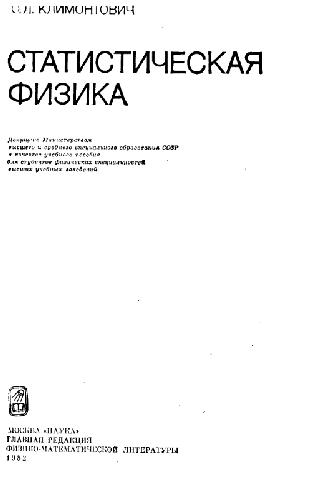 Ю.Л. КЛИМОНТОВИЧ
СТАТИСТИЧЕСКАЯ
ФИЗИКА
Допущено Министерством
высшего и среднего специального образования СССР
в качестве учебного пособия
для студентов физических специальностей
высших учебных заведений
МОСКВА «НАУКА»
ГЛАВНАЯ РЕДАКЦИЯ
ФИЗИКО-МАТЕМАТИЧЕСКОЙ ЛИТЕРАТУРЫ
1982